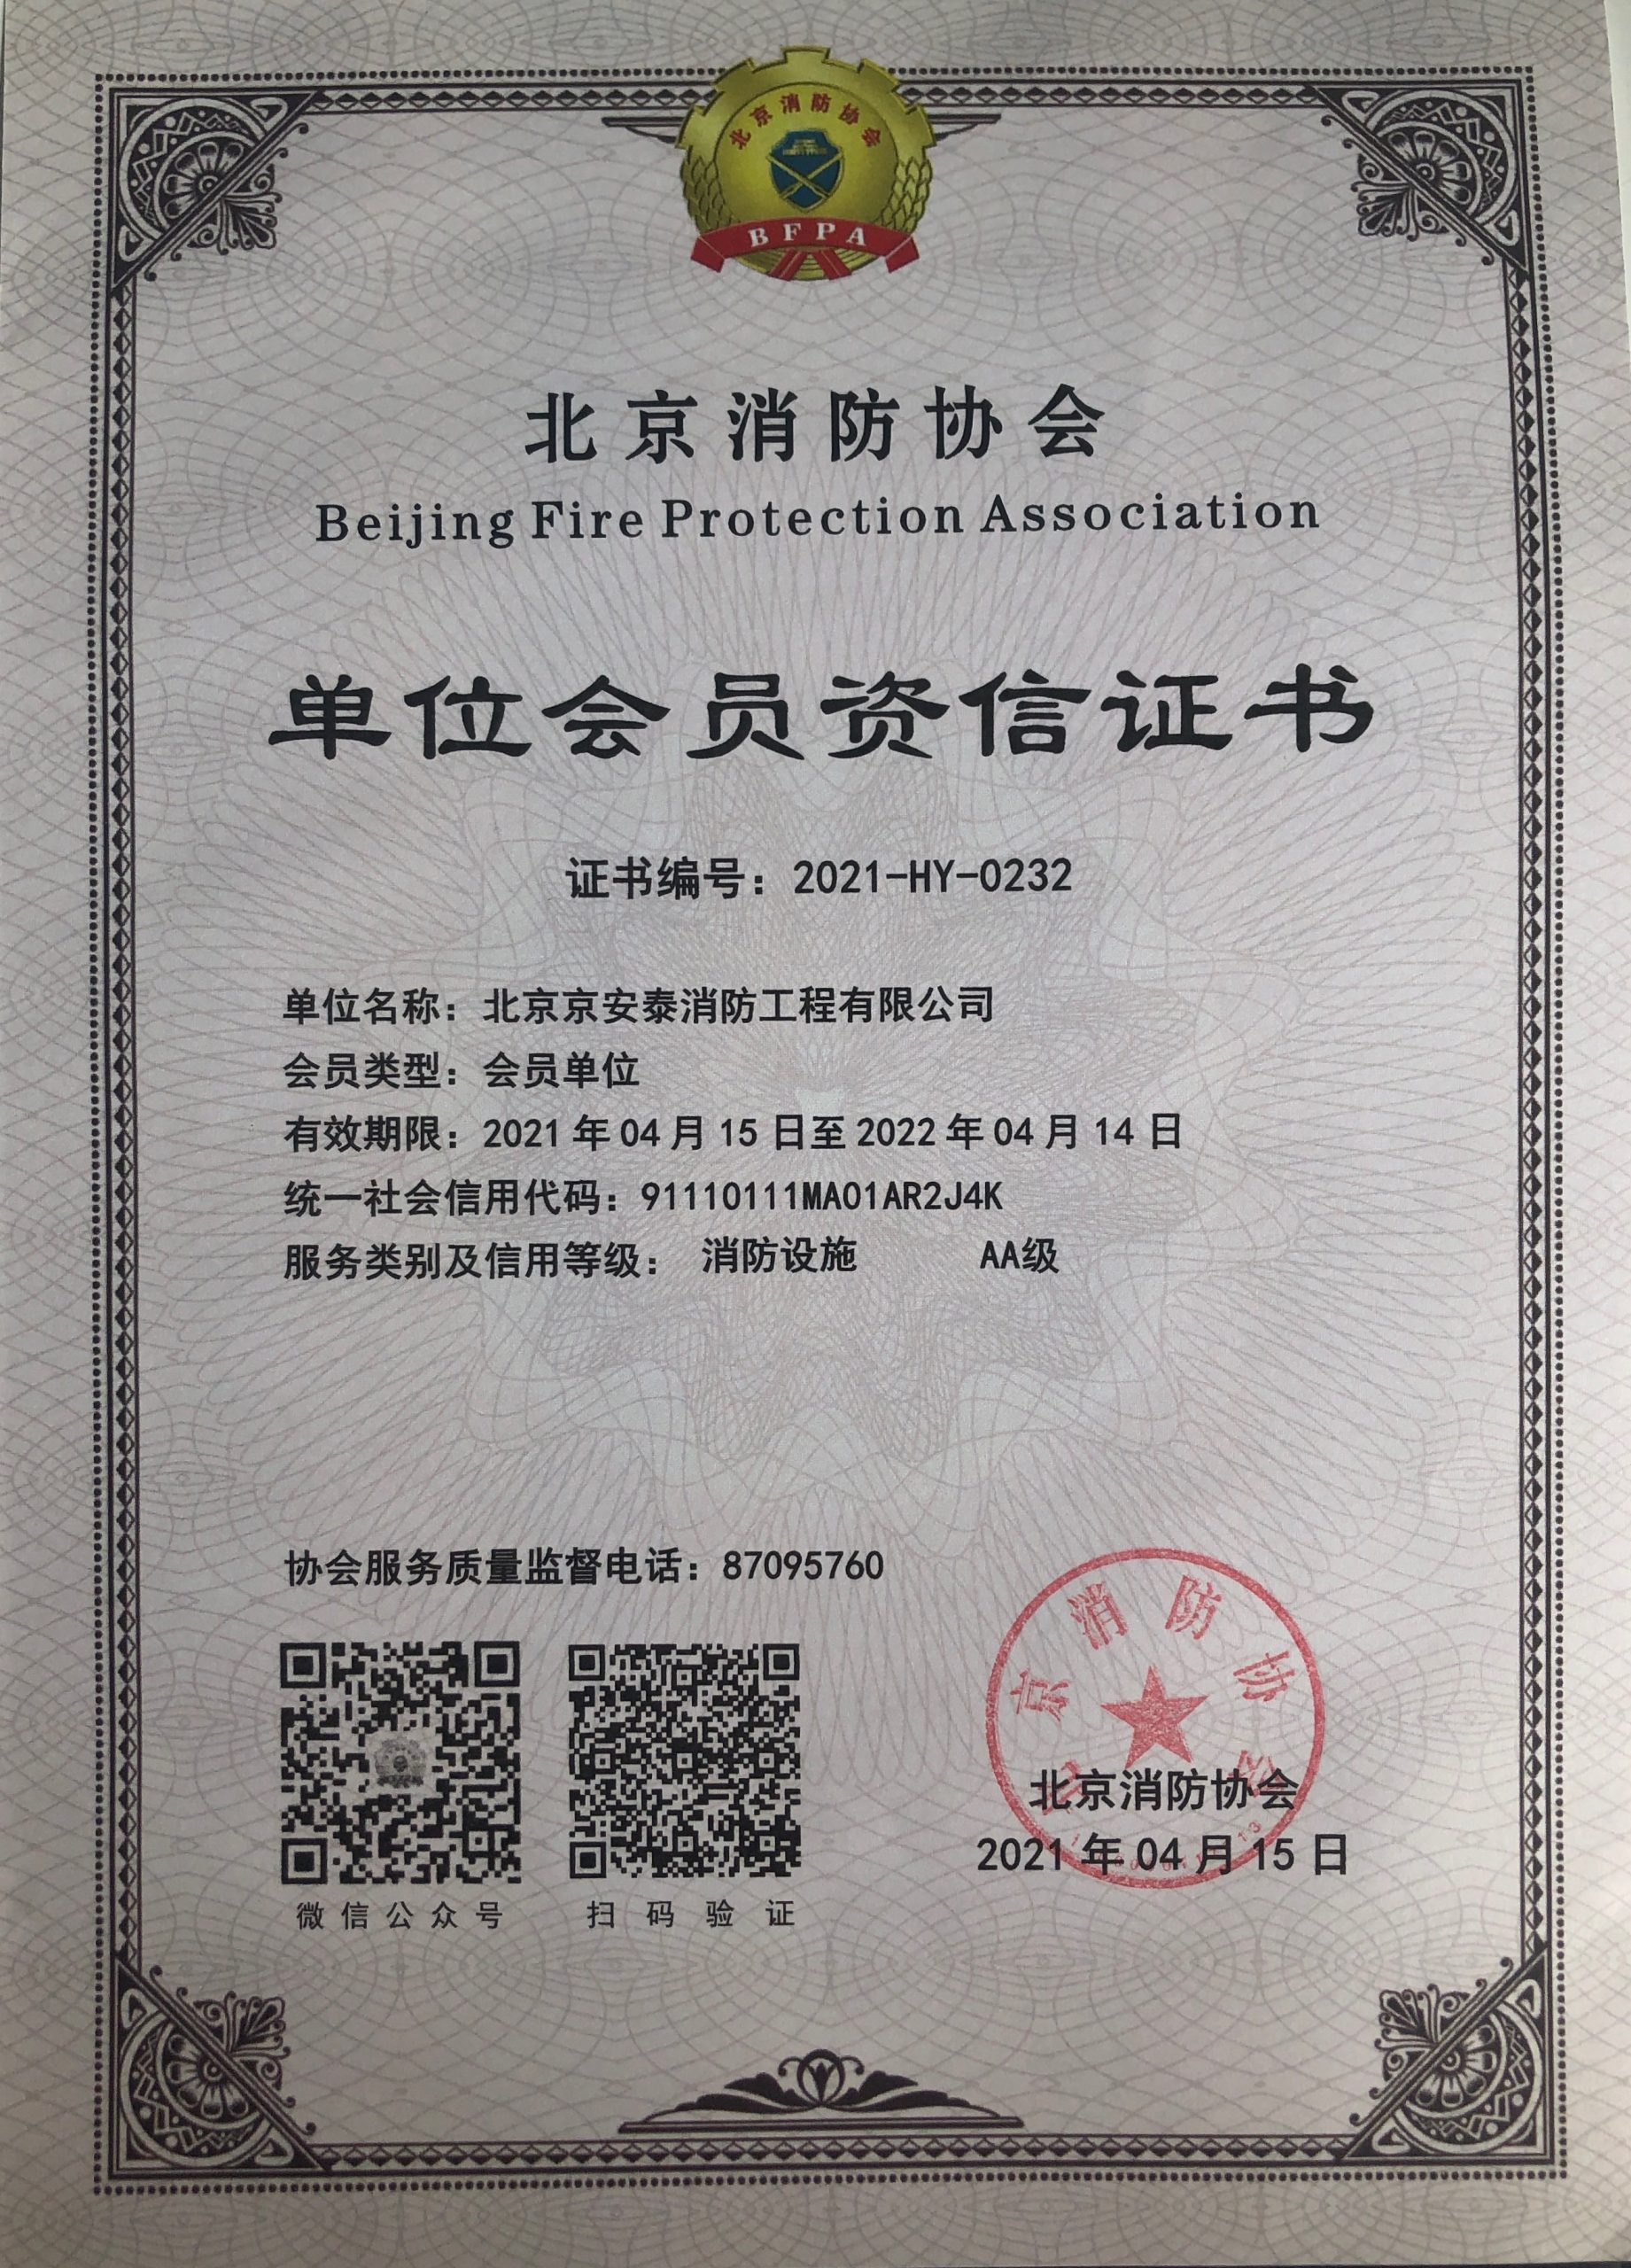 北京消防协会
BFPA
北京消防协会
Beijing Fire Protection Association
单位会员资信证书
证书编号：2021-HY-0232
单位名称：北京京安泰消防工程有限公司
会员类型：会员单位
有效期限：2021年04月15日至2022年04月14日
统一社会信用代码：91110111MA01AR2J4K
服务类别及信用等级： 消防设施 AA级
协会服务质量监督电话：87095760
北京消防协会
北京消防协会
2021年04月15日
微信公众号 扫码验证